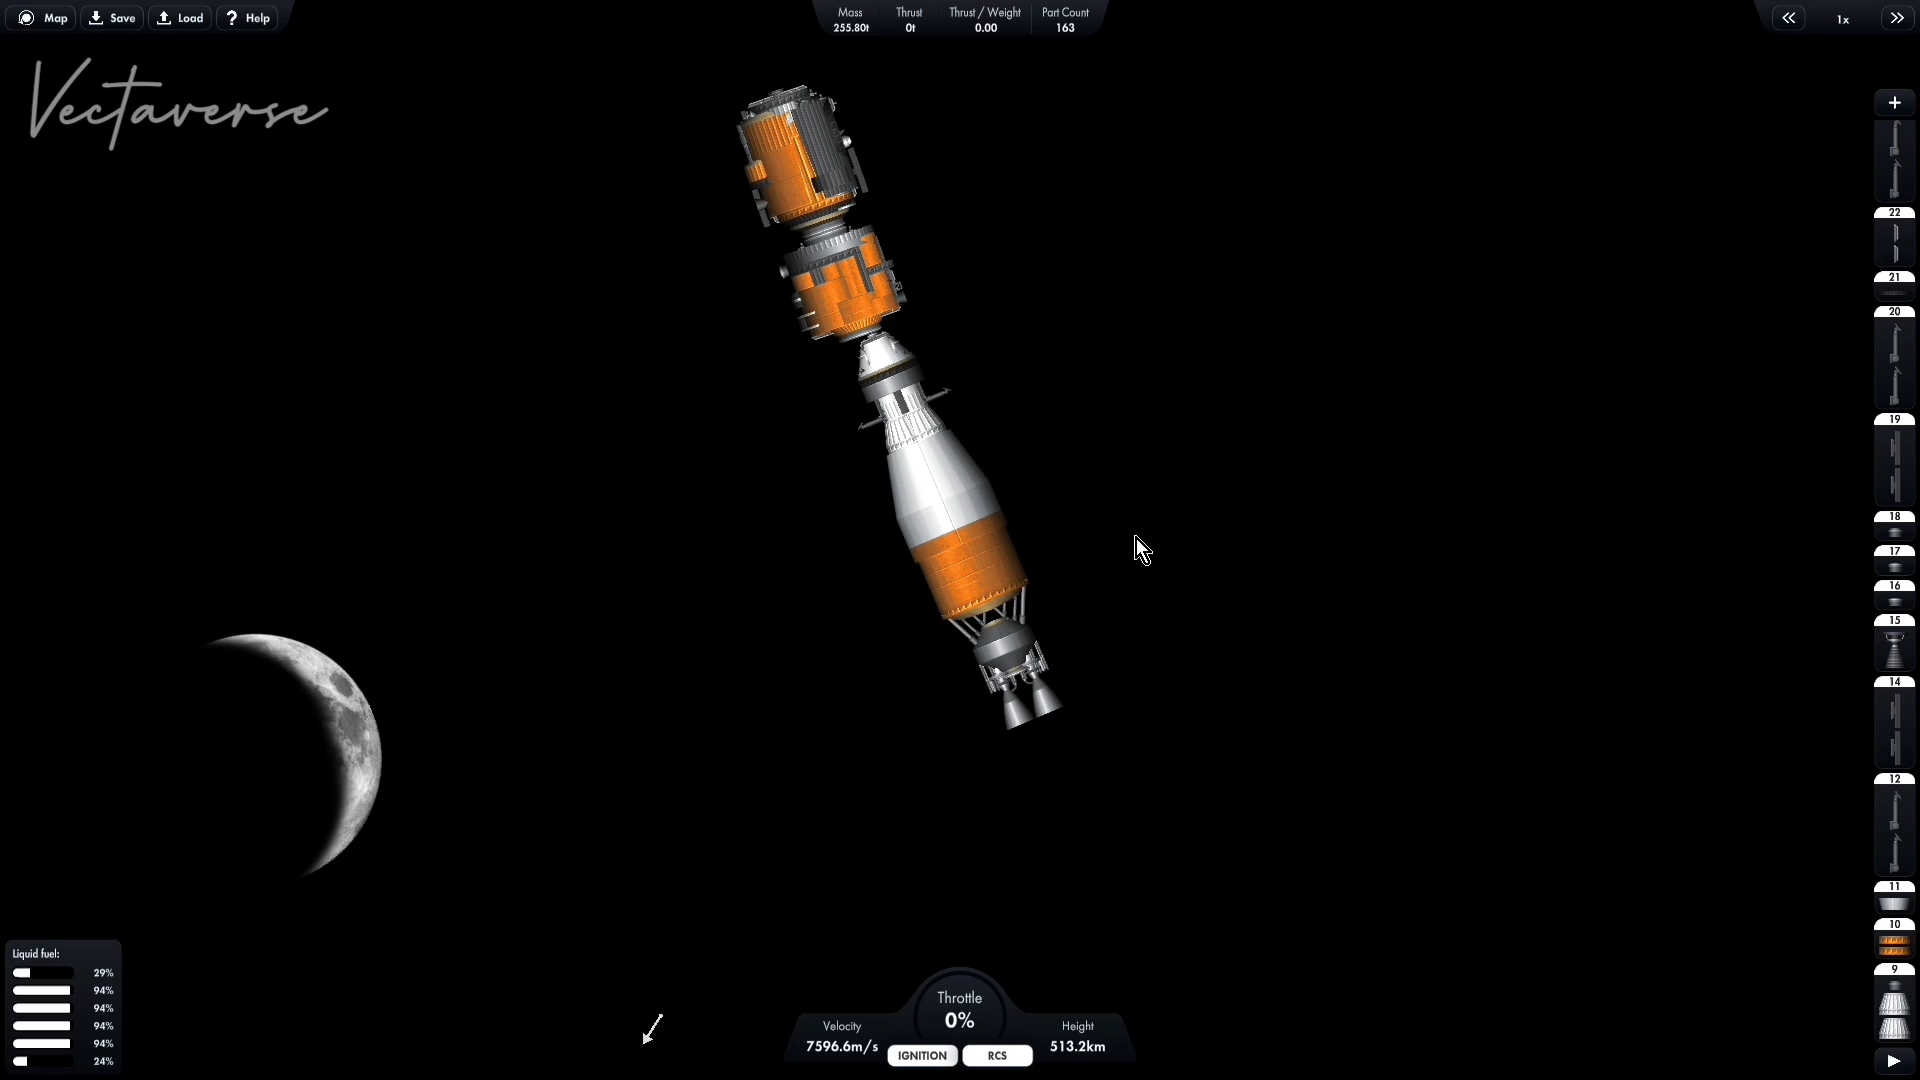 Map
Save
Load
Help
Mass
255.80t
Thrust
0t
Thrust / Weight
0.00
Part Count
163
1x
Vectaverse
22
21
20
19
18
17
16
15
14
12
11
10
9
Liquid fuel:
29%
94%
94%
94%
94%
24%
Throttle
0%
Velocity
7596.6m/s
Height
513.2km
IGNITION
RCS